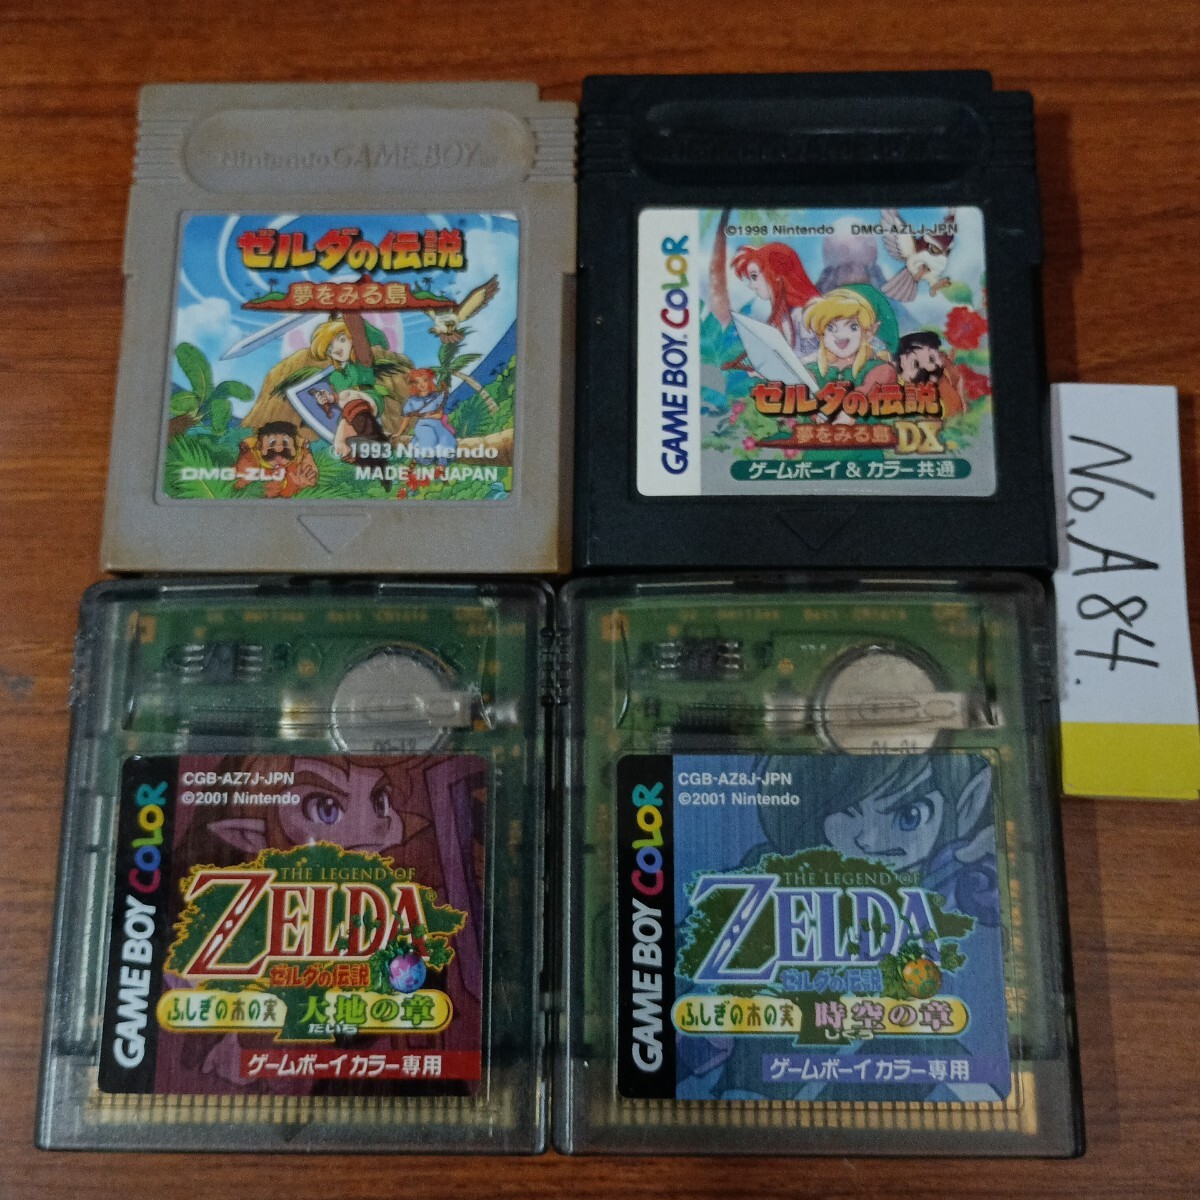 Nintendo GAME BOY
ゼルダの伝説
夢をみる島
©1993 Nintendo
DMG-ZLJ
MADE IN JAPAN
GAME BOY COLOR
©1998 Nintendo DMG-AZLJ-JPN
ゼルダの伝説
夢をみる島 DX
ゲームボーイ & カラー共通
No.A84.
GAME BOY COLOR
CGB-AZ7J-JPN
©2001 Nintendo
THE LEGEND OF
ZELDA
ゼルダの伝説
ふしぎの木の実 大地の章
だいち
ゲームボーイカラー専用
GAME BOY COLOR
CGB-AZ8J-JPN
©2001 Nintendo
THE LEGEND OF
ZELDA
ゼルダの伝説
ふしぎの木の実 時空の章
ゲームボーイカラー専用